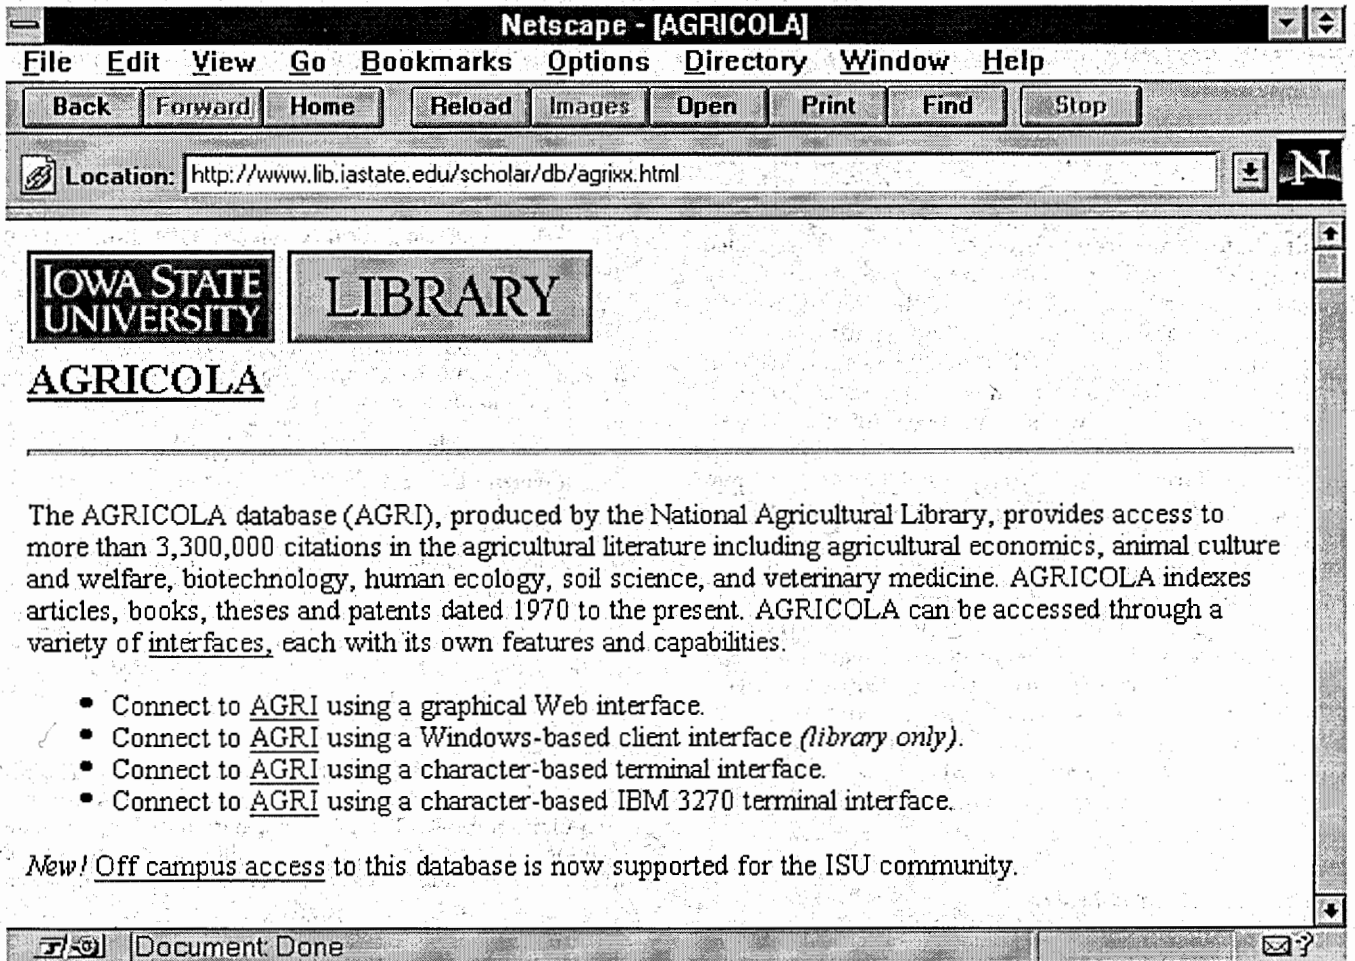 Netscape - [AGRICOLA]
File Edit View Go Bookmarks Options Directory Window Help
Back Forward Home Reload Images Open Print Find Stop
Location: http://www.lib.iastate.edu/scholar/db/agrixx.html
N
IOWA STATE
UNIVERSITY
LIBRARY
AGRICOLA
The AGRICOLA database (AGRI), produced by the National Agricultural Library, provides access to
more than 3,300,000 citations in the agricultural literature including agricultural economics, animal culture
and welfare, biotechnology, human ecology, soil science, and veterinary medicine. AGRICOLA indexes
articles, books, theses and patents dated 1970 to the present. AGRICOLA can be accessed through a
variety of interfaces, each with its own features and capabilities.
• Connect to AGRI using a graphical Web interface.
• Connect to AGRI using a Windows-based client interface (library only).
• Connect to AGRI using a character-based terminal interface.
• Connect to AGRI using a character-based IBM 3270 terminal interface.
New! Off campus access to this database is now supported for the ISU community.
Document: Done